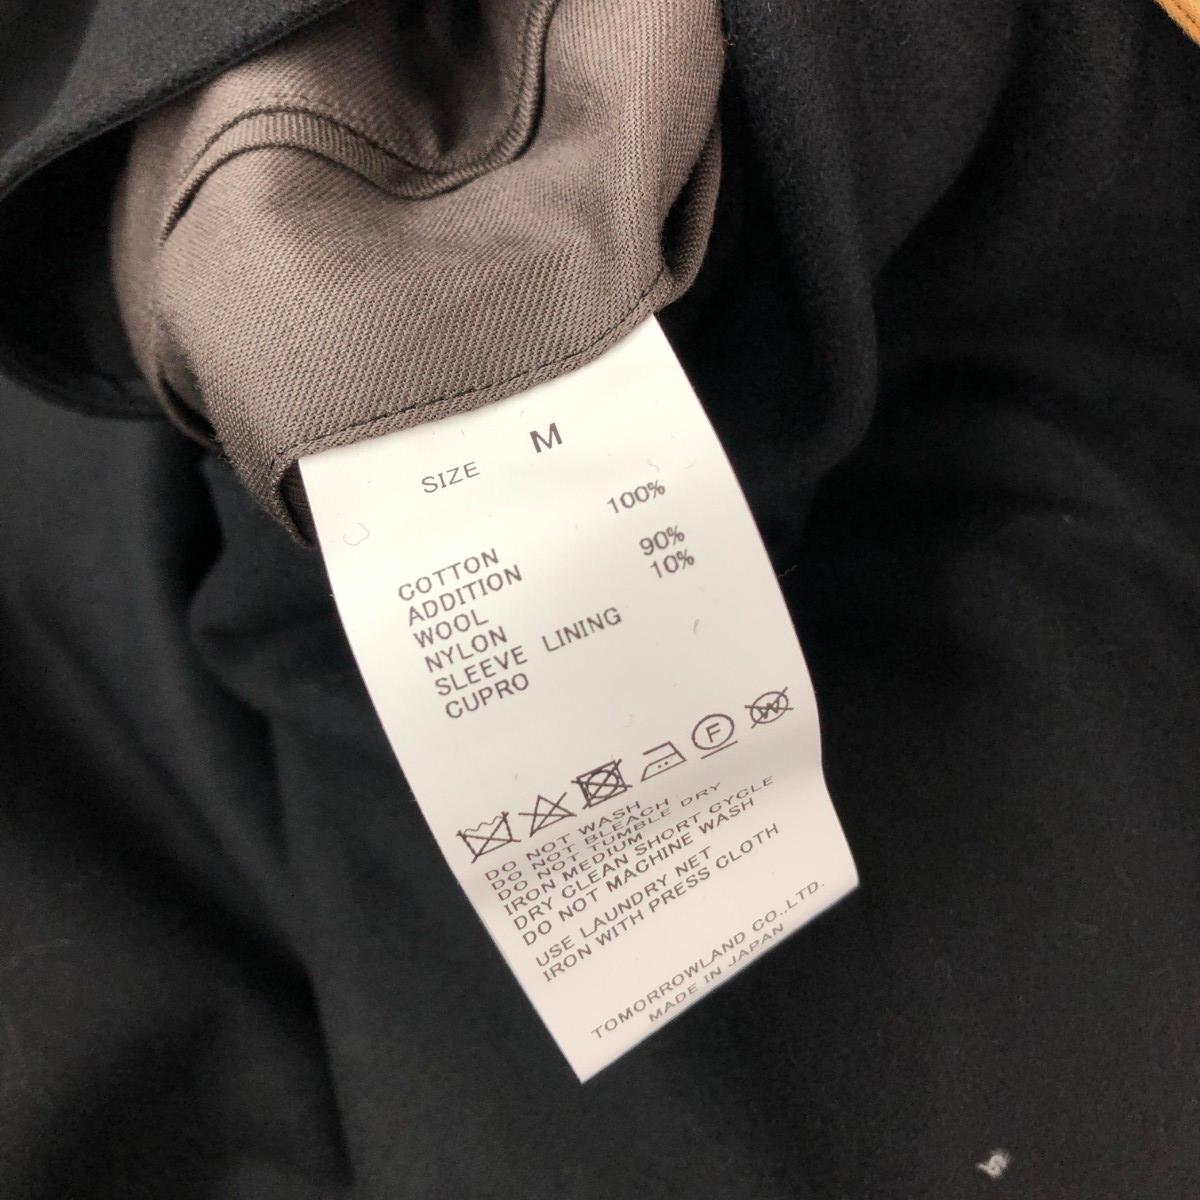 SIZE M
COTTON 100%
ADDITION
WOOL 90%
NYLON 10%
SLEEVE LINING
CUPRO
F
W
DO NOT WASH
DO NOT BLEACH
DO NOT TUMBLE DRY
IRON MEDIUM
DRY CLEAN SHORT CYCLE
DO NOT MACHINE WASH
USE LAUNDRY NET
IRON WITH PRESS CLOTH
TOMORROWLAND CO.,LTD.
MADE IN JAPAN